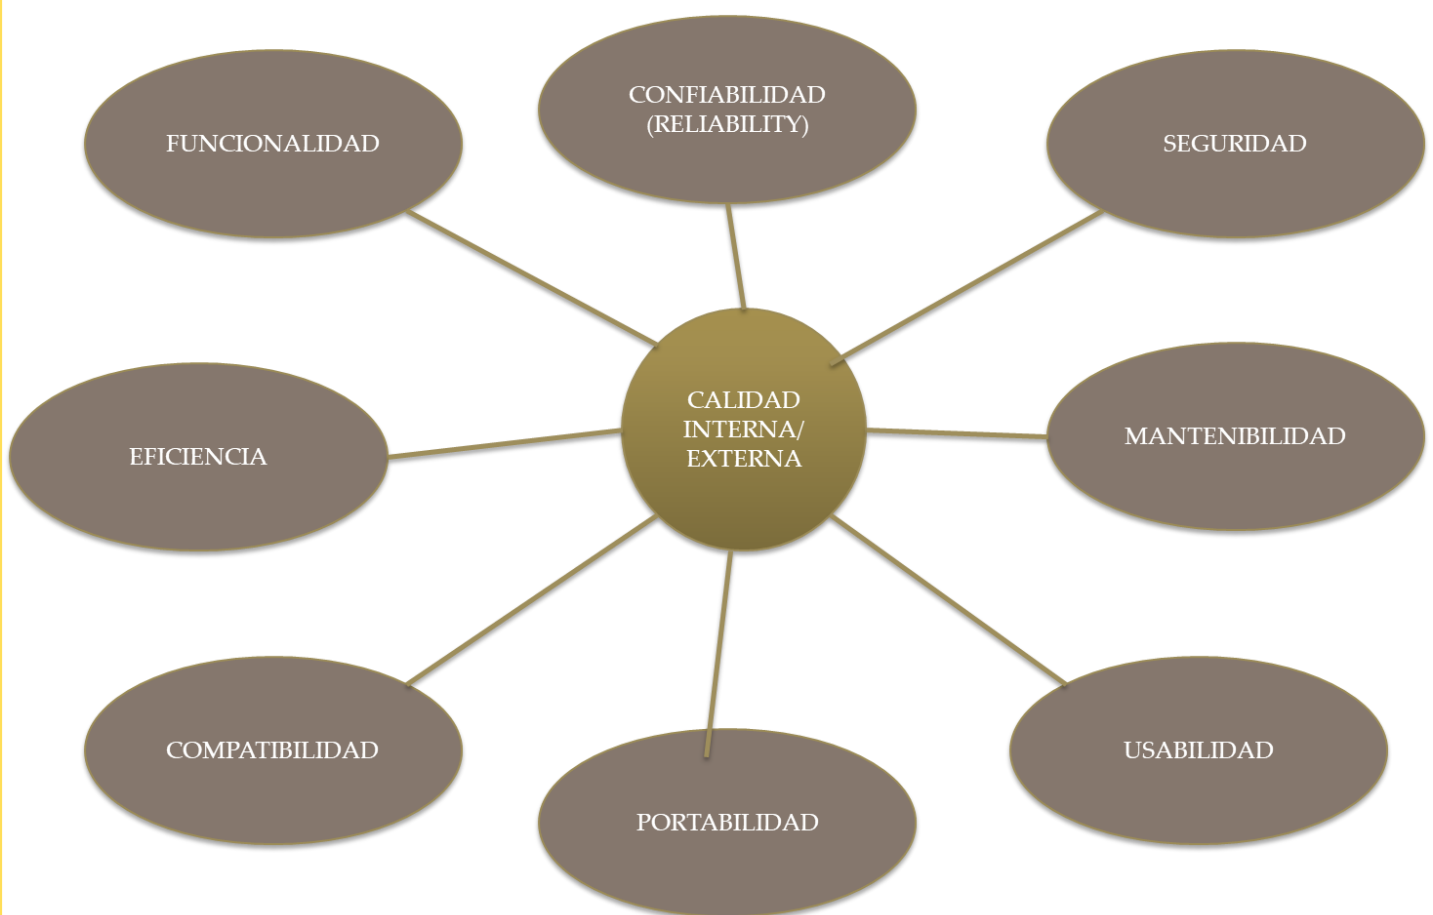 CONFIABILIDAD
(RELIABILITY)
FUNCIONALIDAD
SEGURIDAD
CALIDAD
INTERNA/
EXTERNA
MANTENIBILIDAD
EFICIENCIA
COMPATIBILIDAD
USABILIDAD
PORTABILIDAD